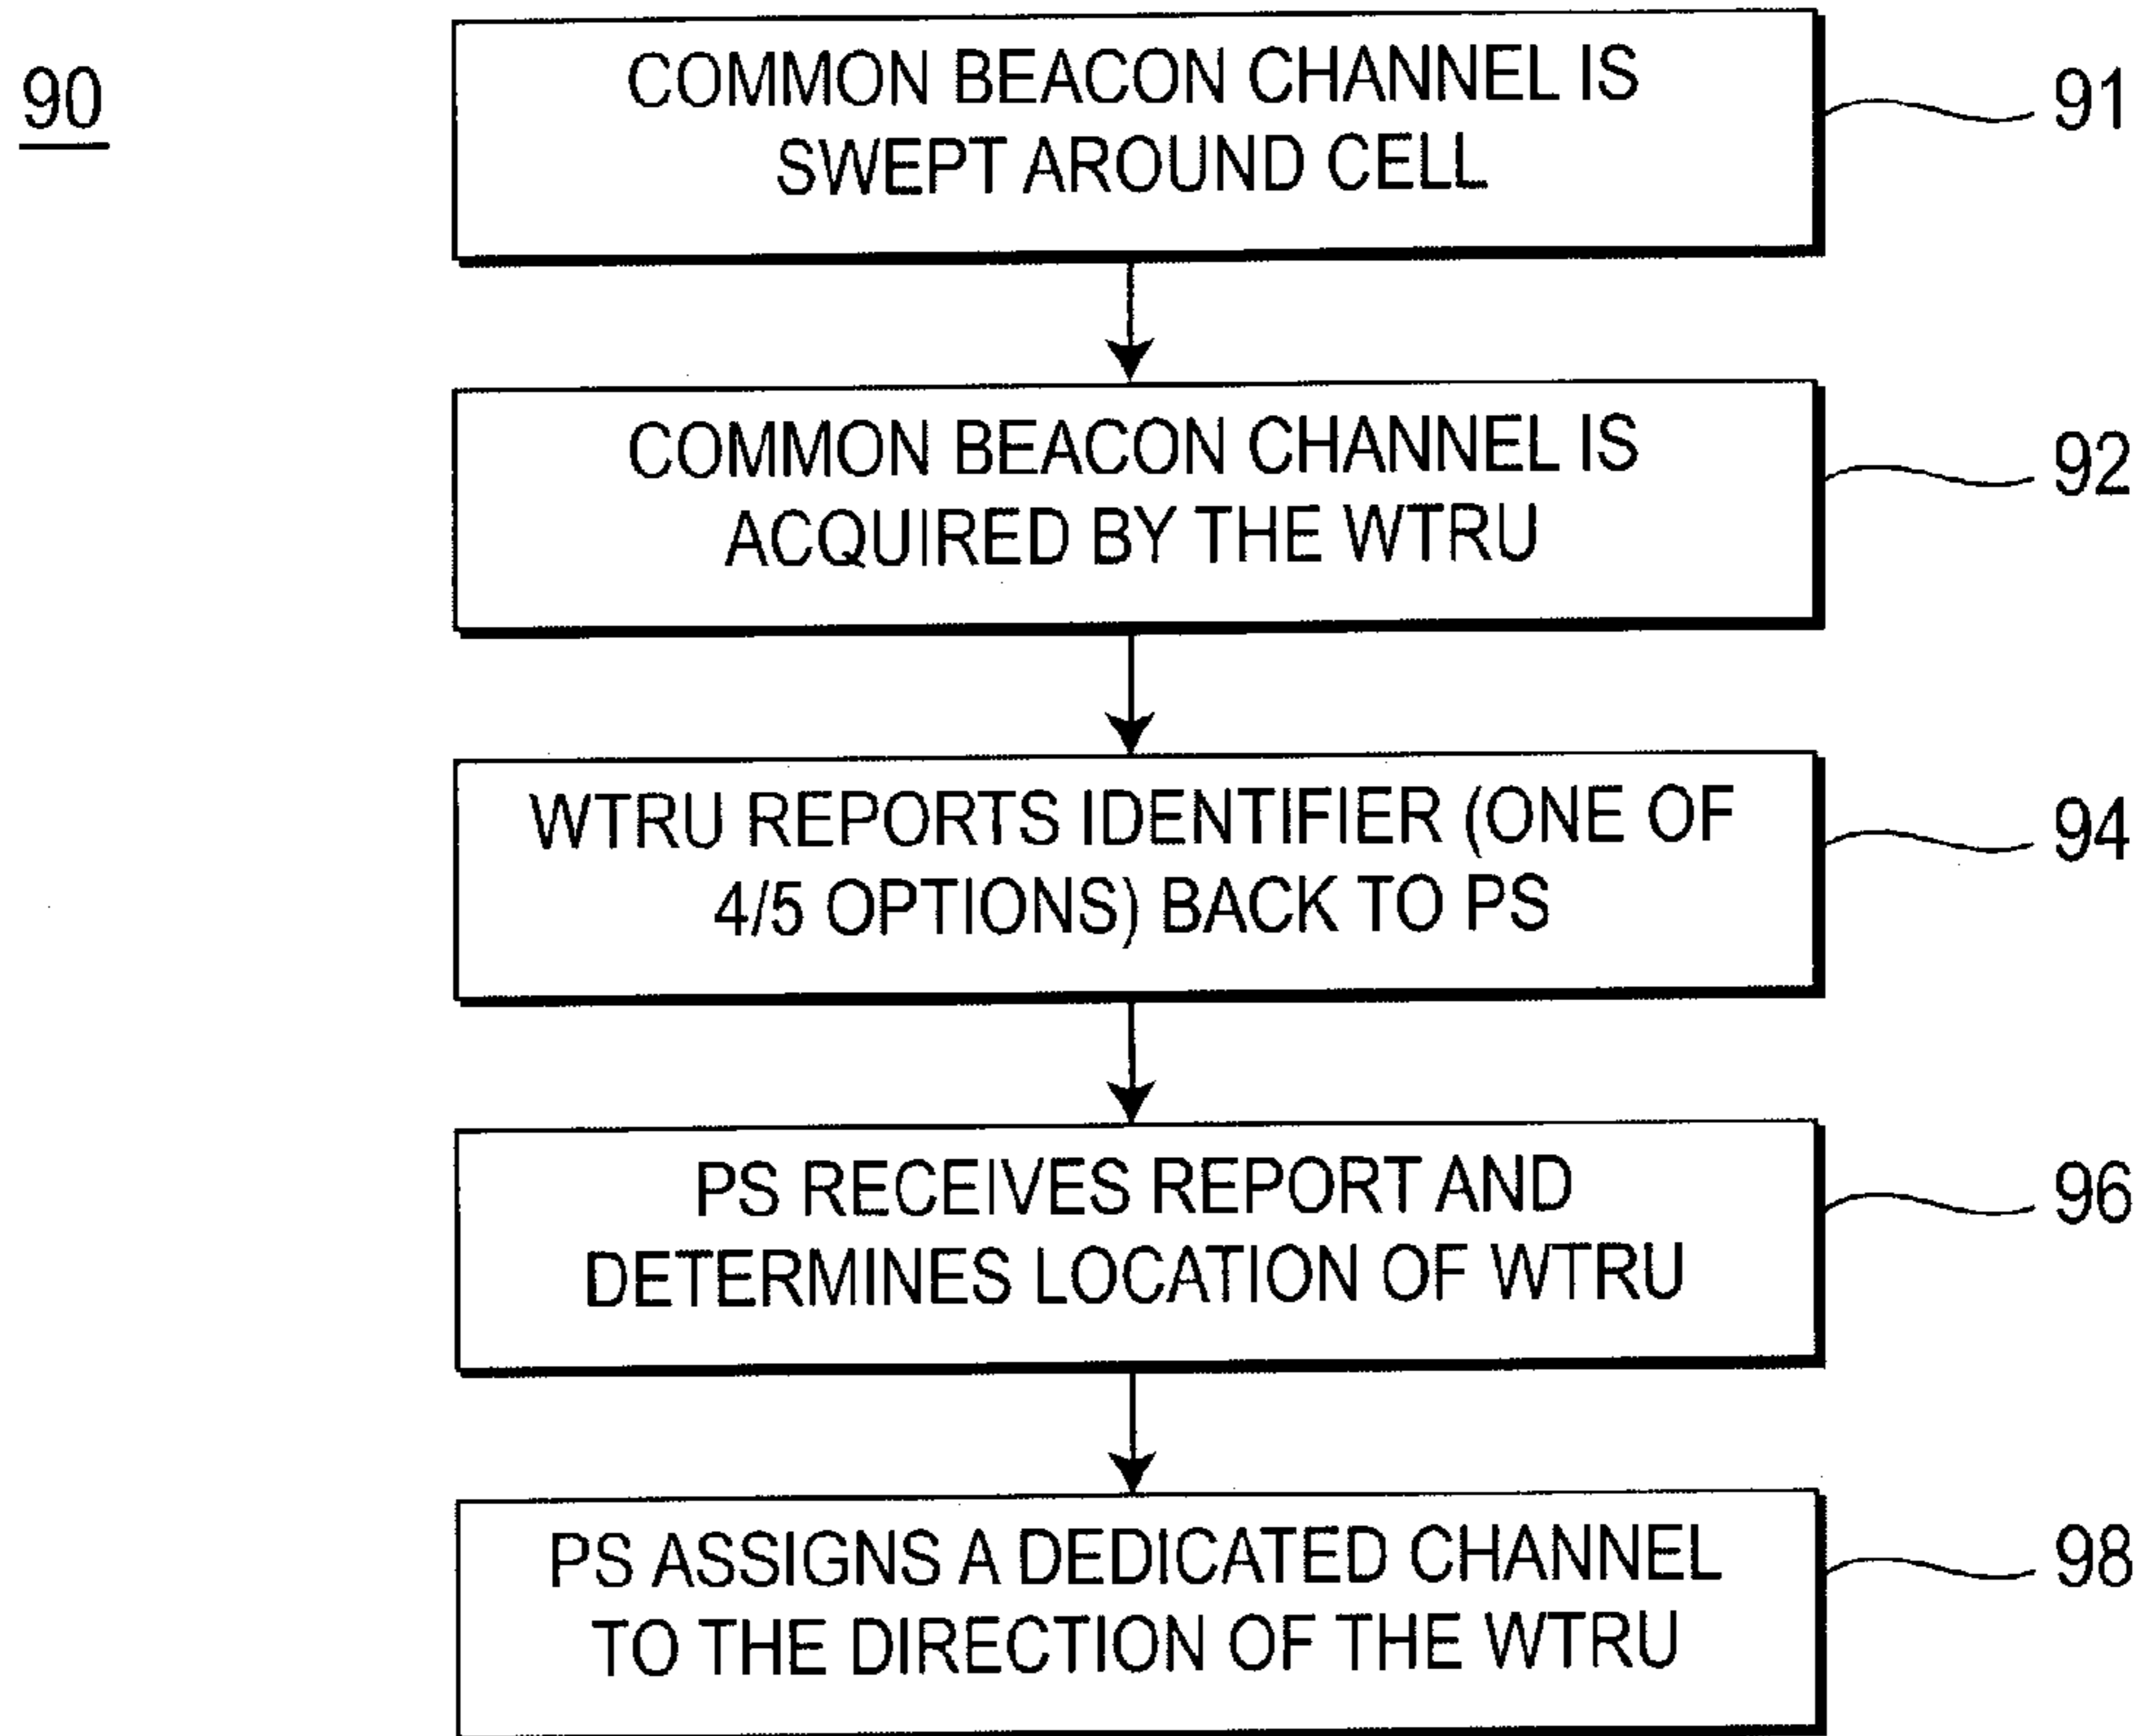 90
COMMON BEACON CHANNEL IS
SWEPT AROUND CELL
91
COMMON BEACON CHANNEL IS
ACQUIRED BY THE WTRU
92
WTRU REPORTS IDENTIFIER (ONE OF
4/5 OPTIONS) BACK TO PS
94
PS RECEIVES REPORT AND
DETERMINES LOCATION OF WTRU
96
PS ASSIGNS A DEDICATED CHANNEL
TO THE DIRECTION OF THE WTRU
98